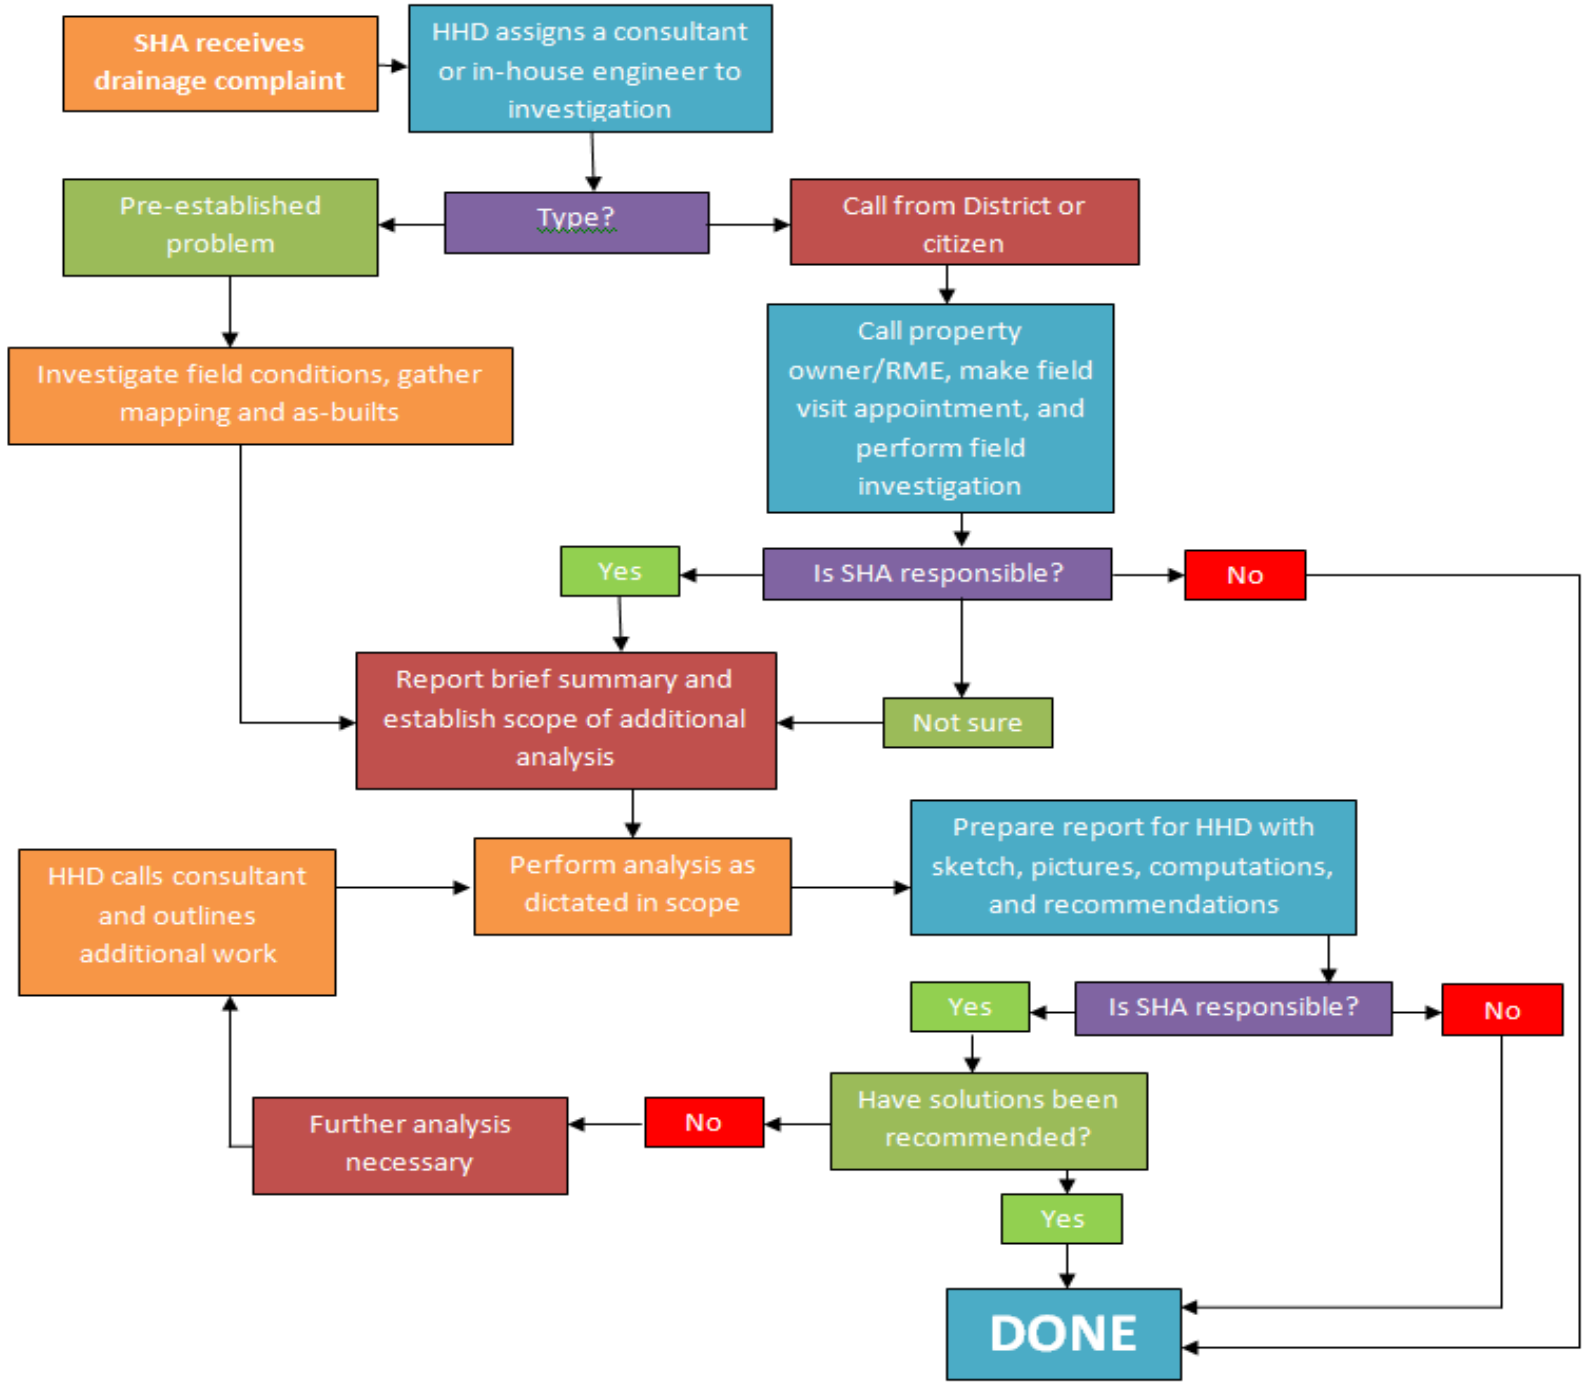 SHA receives
drainage complaint
HHD assigns a consultant
or in-house engineer to
investigation
Pre-established
problem
Type?
Call from District or
citizen
Investigate field conditions, gather
mapping and as-builts
Call property
owner/RME, make field
visit appointment, and
perform field
investigation
Yes
Is SHA responsible?
No
Report brief summary and
establish scope of additional
analysis
Not sure
HHD calls consultant
and outlines
additional work
Perform analysis as
dictated in scope
Prepare report for HHD with
sketch, pictures, computations,
and recommendations
Yes
Is SHA responsible?
No
Further analysis
necessary
No
Have solutions been
recommended?
Yes
DONE